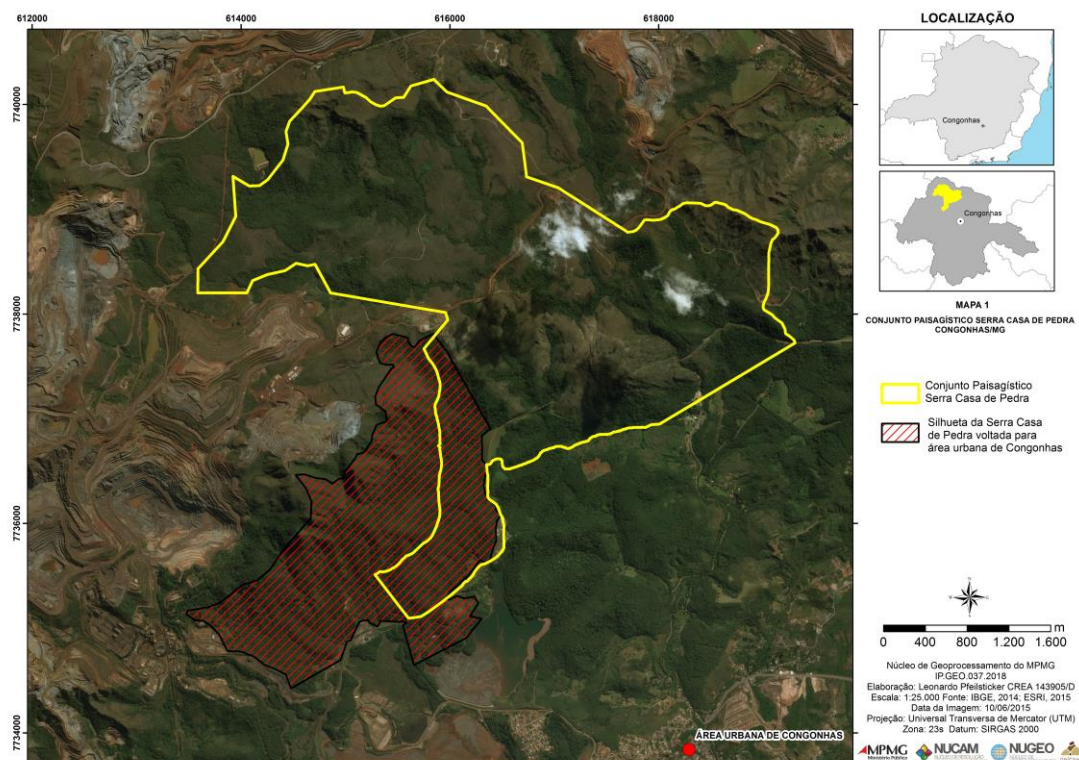 612000
614000
616000
618000
7740000
7738000
7736000
7734000
ÁREA URBANA DE CONGONHAS
LOCALIZAÇÃO
Congonhas
Congonhas
MAPA 1
CONJUNTO PAISAGÍSTICO SERRA CASA DE PEDRA
CONGONHAS/MG
Conjunto Paisagístico
Serra Casa de Pedra
Silhueta da Serra Casa
de Pedra voltada para
área urbana de Congonhas
0 400 800 1.200 1.600 m
Núcleo de Geoprocessamento do MPMG
IP.GEO.037.2018
Elaboração: Leonardo Pfeilsticker CREA 143905/D
Escala: 1:25.000 Fonte: IBGE, 2014; ESRI, 2015
Data da Imagem: 10/06/2015
Projeção: Universal Transversa de Mercator (UTM)
Zona: 23s Datum: SIRGAS 2000
MPMG
Ministério Público
NUCAM
NUGEO